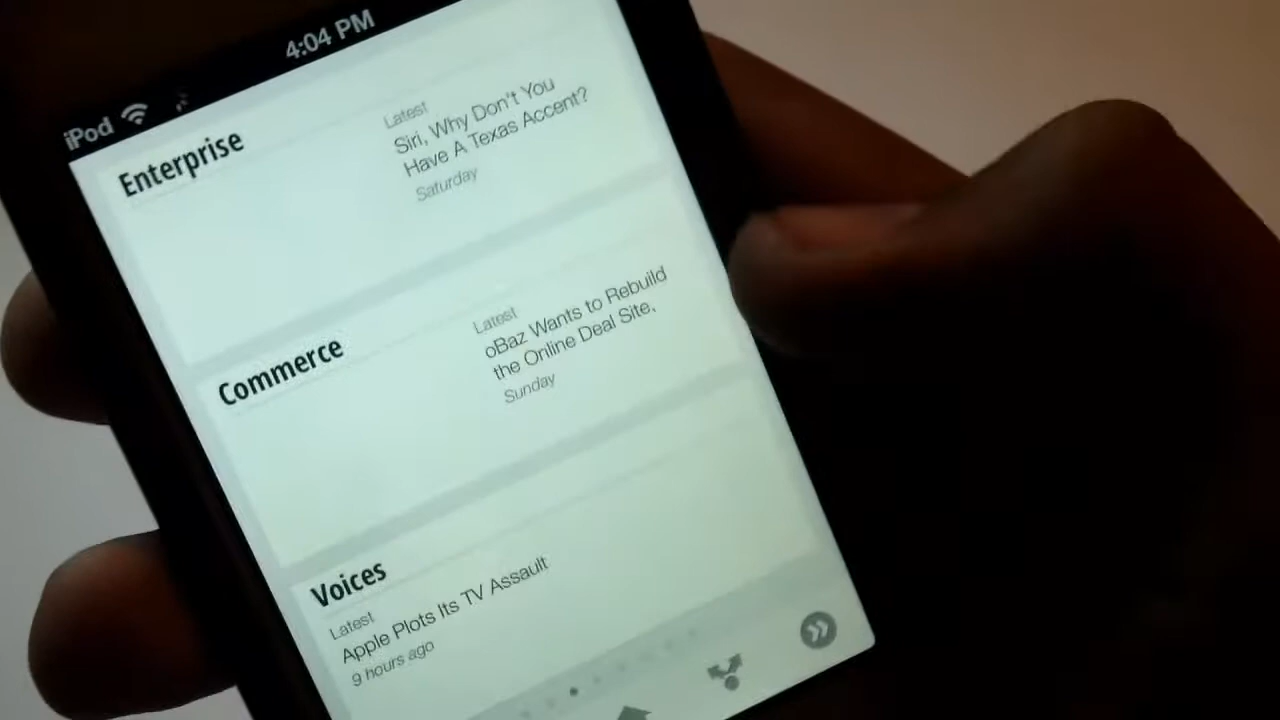 iPod 4:04 PM
Enterprise
Latest
Siri, Why Don't You
Have A Texas Accent?
Saturday
Commerce
Latest
oBaz Wants to Rebuild
the Online Deal Site,
Sunday
Voices
Latest
Apple Plots Its TV Assault
9 hours ago